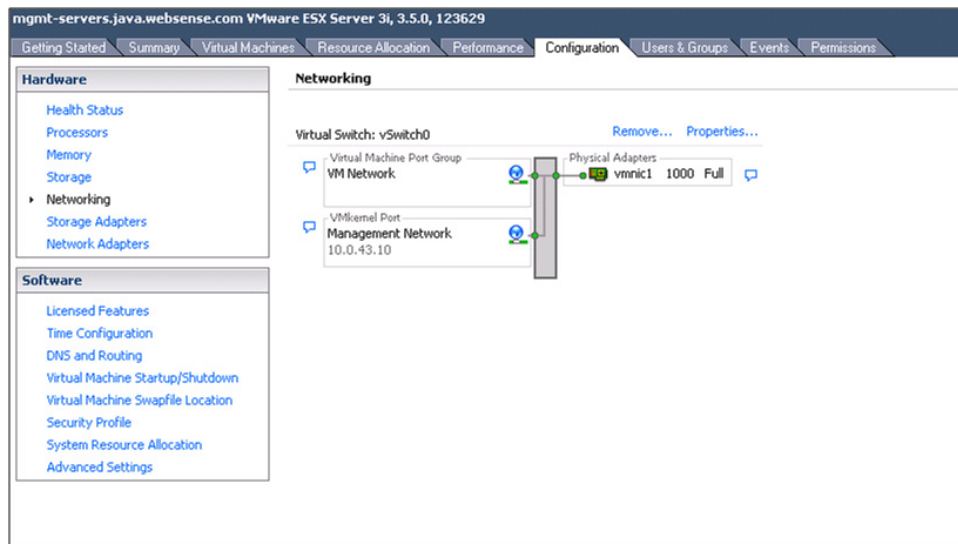 mgmt-servers.java.websense.com VMware ESX Server 3i, 3.5.0, 123629
Getting Started Summary Virtual Machines Resource Allocation Performance Configuration Users & Groups Events Permissions
Hardware
Health Status
Processors
Memory
Storage
Networking
Storage Adapters
Network Adapters
Software
Licensed Features
Time Configuration
DNS and Routing
Virtual Machine Startup/Shutdown
Virtual Machine Swapfile Location
Security Profile
System Resource Allocation
Advanced Settings
Networking
Virtual Switch: vSwitch0 Remove... Properties...
Virtual Machine Port Group
VM Network
Physical Adapters
vmnic1 1000 Full
VMkernel Port
Management Network
10.0.43.10